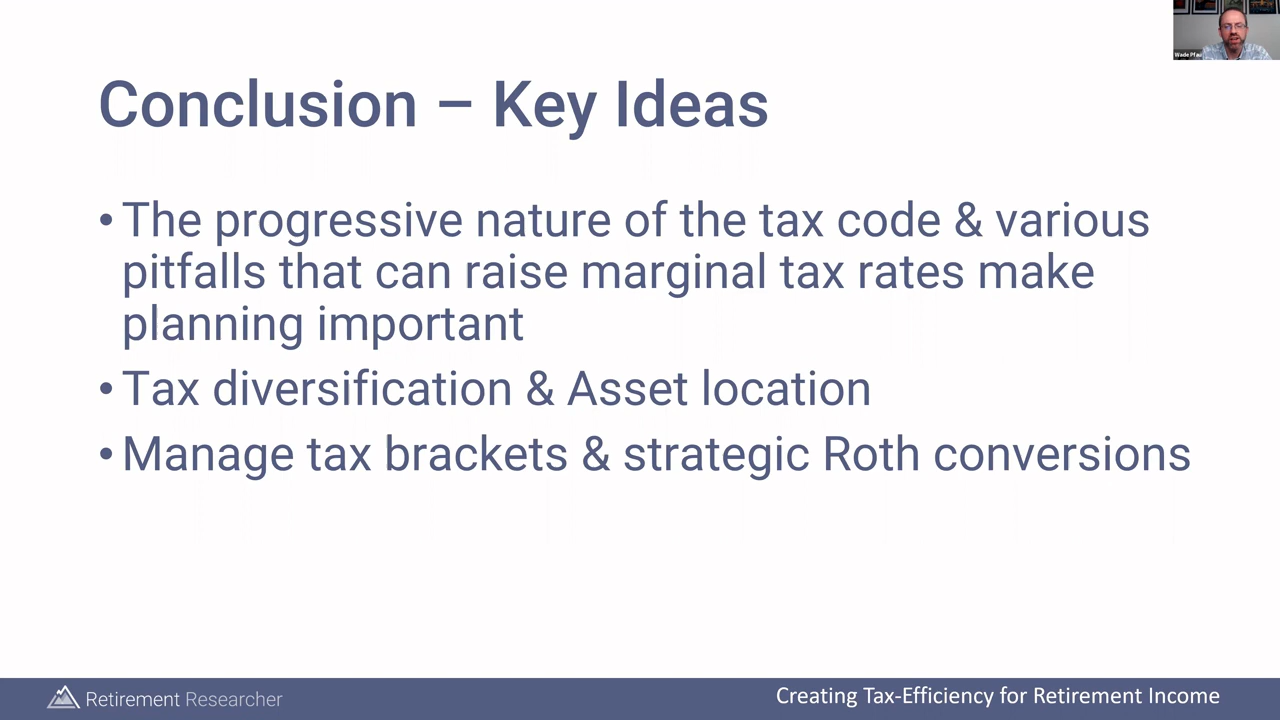 Wade Pfau
Conclusion – Key Ideas
• The progressive nature of the tax code & various
pitfalls that can raise marginal tax rates make
planning important
• Tax diversification & Asset location
• Manage tax brackets & strategic Roth conversions
Retirement Researcher
Creating Tax-Efficiency for Retirement Income